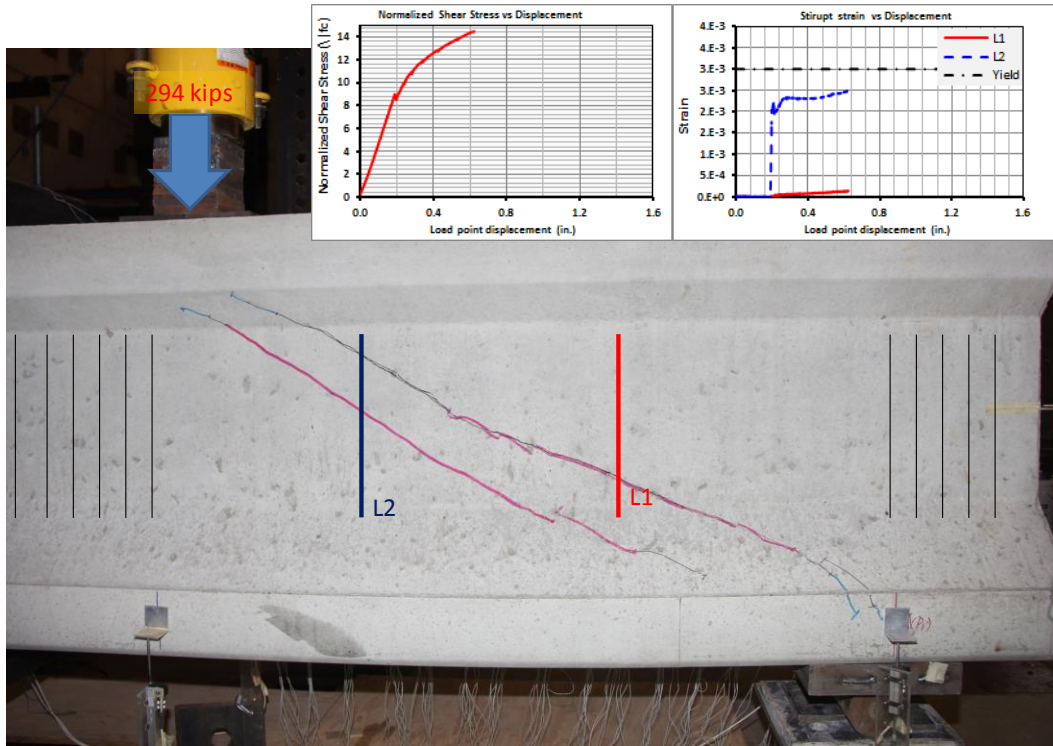 294 kips
Normalized Shear Stress vs Displacement
Normalized Shear Stress(√|fc)
14
12
10
8
6
4
2
0
0.0 0.4 0.8 1.2 1.6
Load point displacement (in.)
Stirupt strain vs Displacement
Strain
4.E-3
4.E-3
3.E-3
3.E-3
2.E-3
2.E-3
1.E-3
5.E-4
0.E+0
0.0 0.4 0.8 1.2 1.6
Load point displacement (in.)
L1
L2
Yield
L2
L1